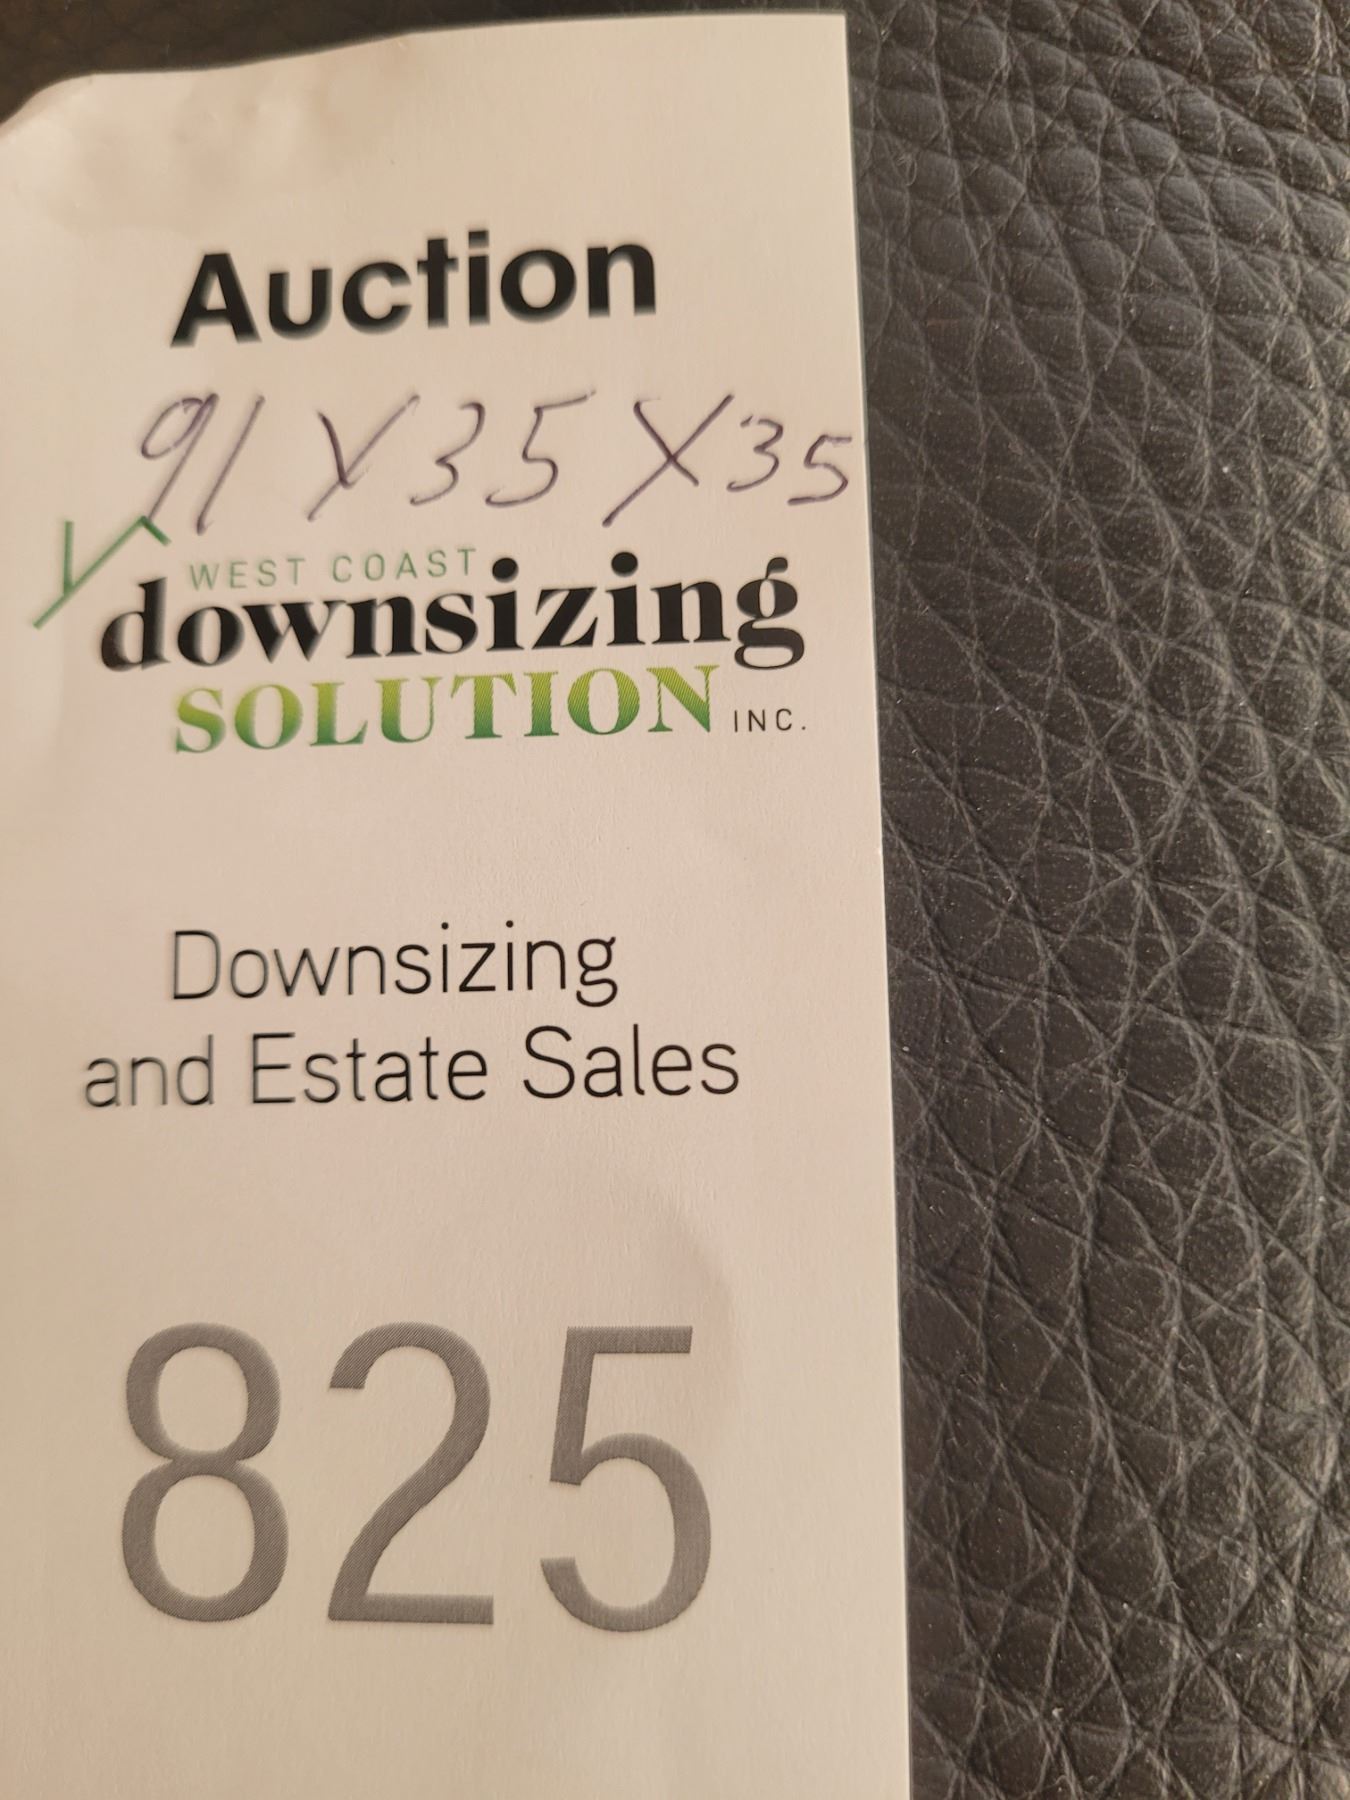 Auction
91 X 35 X 35
WEST COAST
downsizing
SOLUTION INC.
Downsizing
and Estate Sales
825